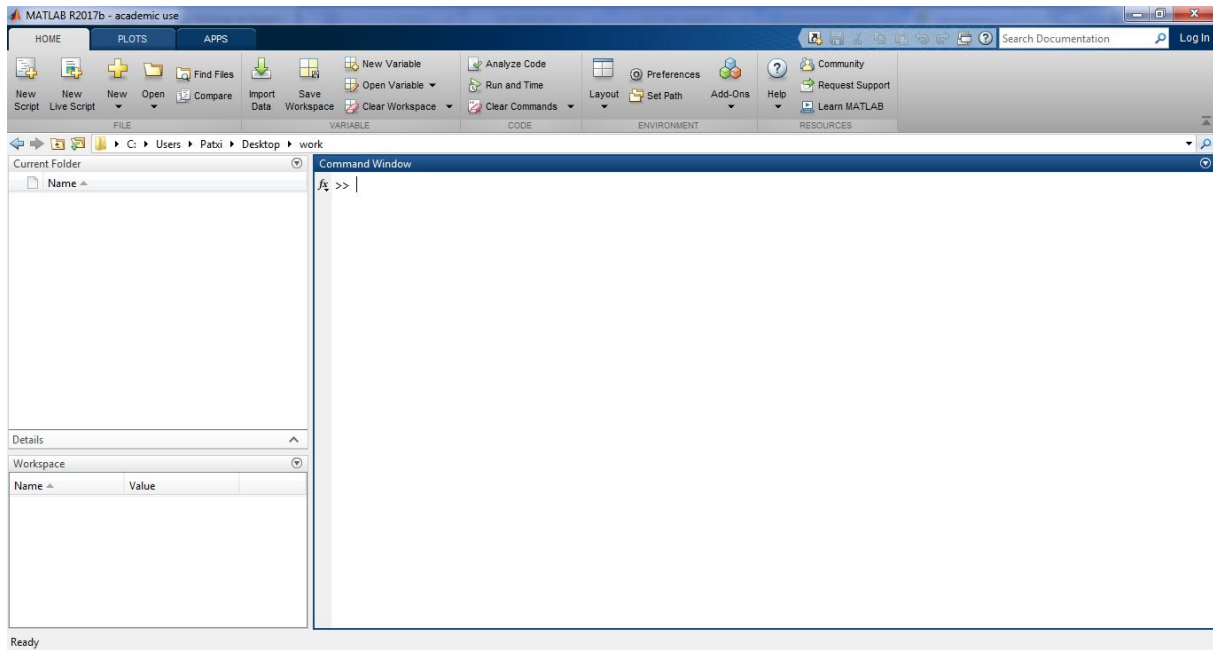 MATLAB R2017b - academic use
HOME PLOTS APPS Search Documentation Log In
New Script
New Live Script
New
Open
Find Files
Compare
Import Data
Save Workspace
New Variable
Open Variable
Clear Workspace
Analyze Code
Run and Time
Clear Commands
Layout
Preferences
Set Path
Add-Ons
Help
Community
Request Support
Learn MATLAB
FILE VARIABLE CODE ENVIRONMENT RESOURCES
C: Users Patxi Desktop work
Current Folder
Name
Command Window
fx >>
Details
Workspace
Name Value
Ready